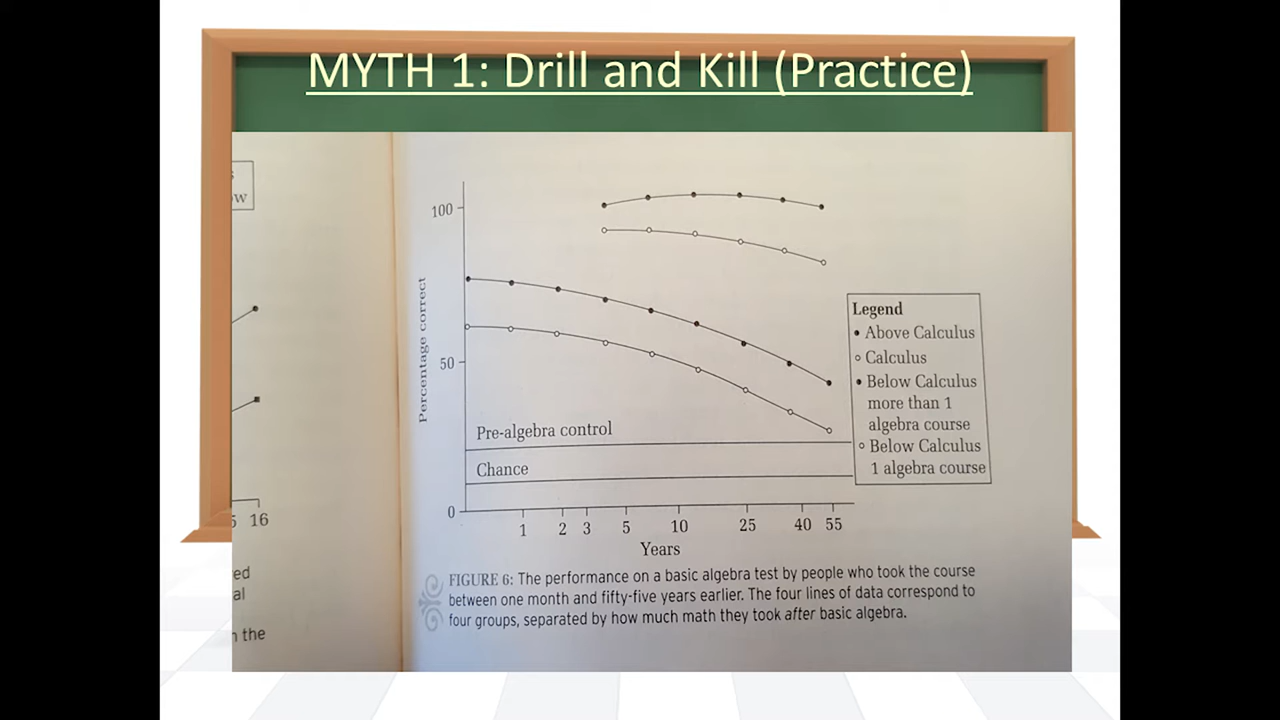 MYTH 1: Drill and Kill (Practice)
w
16
ed
al
the
100
50
0
Percentage correct
Pre-algebra control
Chance
1 2 3 5 10 25 40 55
Years
Legend
• Above Calculus
○ Calculus
• Below Calculus
more than 1
algebra course
○ Below Calculus
1 algebra course
FIGURE 6: The performance on a basic algebra test by people who took the course
between one month and fifty-five years earlier. The four lines of data correspond to
four groups, separated by how much math they took after basic algebra.